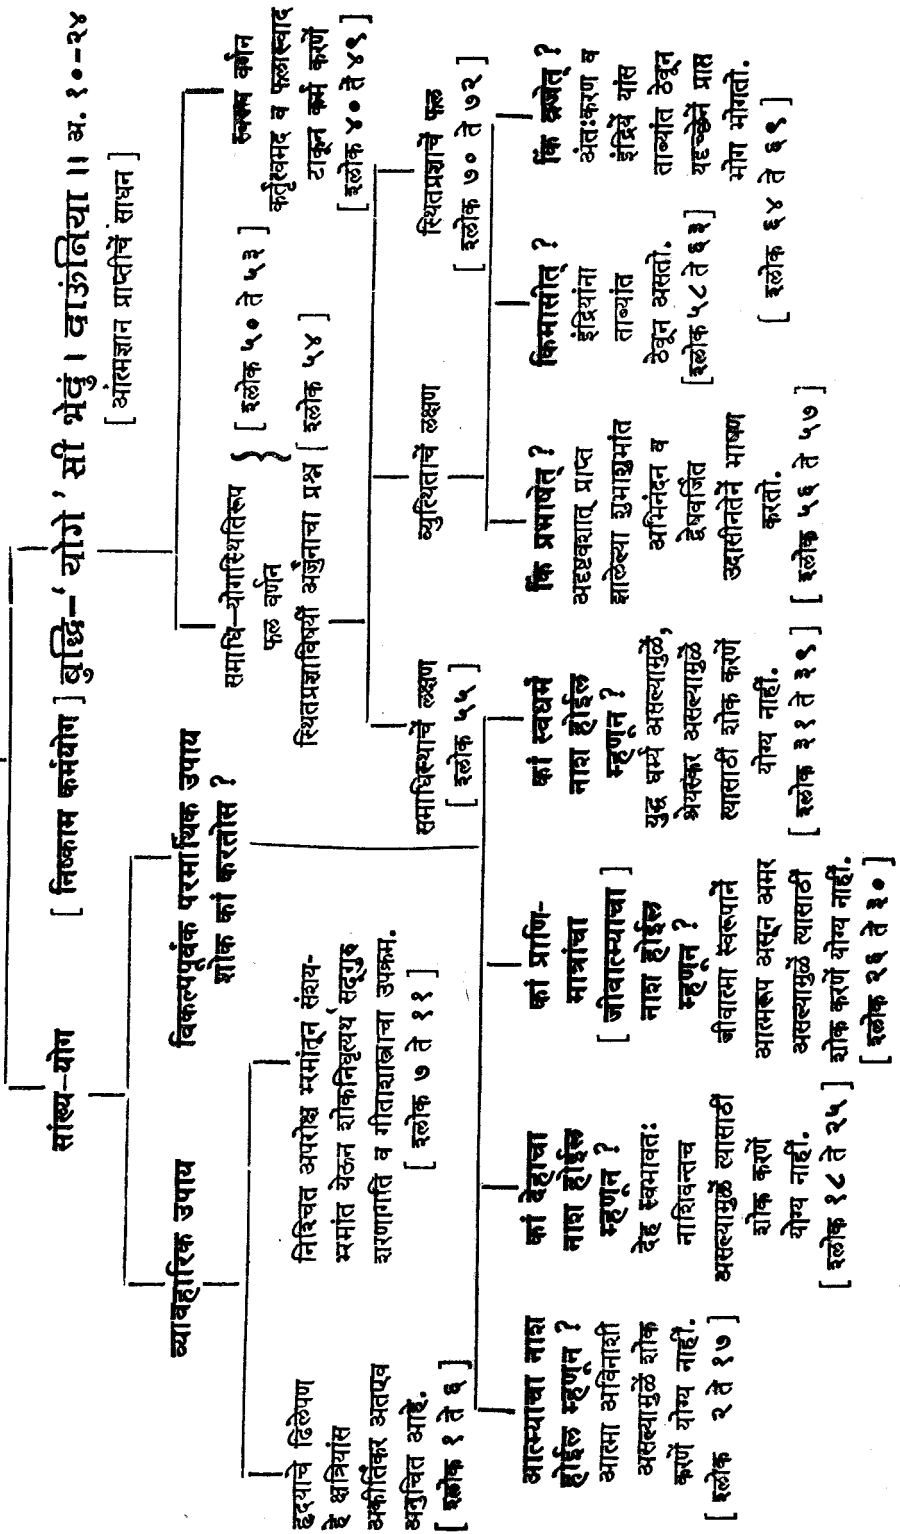 सांख्य—योग
[ निष्काम कर्मयोग ] बुद्धि—'योगे' सी भेदुं । दाऊंनिया ॥ अ. १०-२४
[ आत्मज्ञान प्राप्तीचें साधन ]
व्यावहारिक उपाय
विकल्पपूर्वक परमार्थिक उपाय
शोक कां करतोस ?
समाधि—योगस्थितिरूप
फल वर्णन
} [ श्लोक ५० ते ५३ ]
स्थितप्रज्ञाविषयीं अर्जुनाचा प्रश्न [ श्लोक ५४ ]
वर्णन
कर्तृत्वमद व फलास्वाद
टाकून कर्म करणें
[ श्लोक ४० ते ४९ ]
हृदयाचें ढिलेपण
हें क्षत्रियांस
अकीर्तिकर अतएव
अनुचित आहे.
[ श्लोक १ ते ६ ]
निश्चित अपरोक्ष भ्रमांतून संशय-
भ्रमांत येऊन शोकनिवृत्यर्थ सद्गुरु
शरणागति व गीताशास्त्राचा उपक्रम.
[ श्लोक ७ ते ११ ]
समाधिस्थाचें लक्षण
[ श्लोक ५५ ]
व्युत्थिताचें लक्षण
स्थितप्रज्ञाचें फल
[ श्लोक ७० ते ७२ ]
आत्म्याचा नाश
होईल म्हणून ?
आत्मा अविनाशी
असल्यामुळें शोक
करणें योग्य नाहीं.
[ श्लोक २ ते १७ ]
कां देहाचा
नाश होईल
म्हणून ?
देह स्वभावतः
नाशिवन्तच
असल्यामुळें त्यासाठीं
शोक करणें
योग्य नाहीं.
[ श्लोक १८ ते २५ ]
कां प्राणि-
मात्रांचा
[ जीवात्म्याचा ]
नाश होईल
म्हणून ?
जीवात्मा स्वरूपानें
आत्मरूप असून अमर
असल्यामुळें त्यासाठीं
शोक करणें योग्य नाहीं.
[ श्लोक २६ ते ३० ]
कां स्वधर्म
नाश होईल
म्हणून ?
युद्ध धर्म्य असल्यामुळें,
श्रेयस्कर असल्यामुळे
त्यासाठीं शोक करणें
योग्य नाहीं.
[ श्लोक ३१ ते ३९ ]
किं प्रभाषेत् ?
अदृष्टवशात् प्राप्त
झालेल्या शुभाशुभांत
अभिनंदन व
द्वेषवर्जित
उदासीनतेनें भाषण
करतो.
[ श्लोक ५६ ते ५७ ]
किमासीत् ?
इंद्रियांना
ताब्यांत
ठेवून असतो.
[श्लोक ५८ ते ६३]
किं व्रजेत् ?
अंतःकरण व
इंद्रियें यांस
ताब्यांत ठेवून
यदृच्छेनें प्राप्त
भोग भोगतो.
[ श्लोक ६४ ते ६९ ]